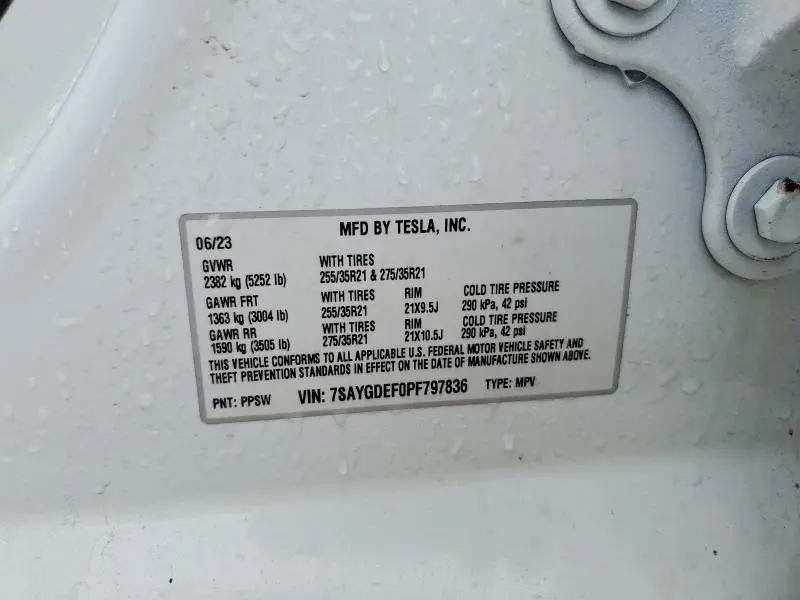 MFD BY TESLA, INC.
06/23
GVWR WITH TIRES
2382 kg (5252 lb) 255/35R21 & 275/35R21
GAWR FRT WITH TIRES RIM COLD TIRE PRESSURE
1363 kg (3004 lb) 255/35R21 21X9.5J 290 kPa, 42 psi
GAWR RR WITH TIRES RIM COLD TIRE PRESSURE
1590 kg (3505 lb) 275/35R21 21X10.5J 290 kPa, 42 psi
THIS VEHICLE CONFORMS TO ALL APPLICABLE U.S. FEDERAL MOTOR VEHICLE SAFETY AND
THEFT PREVENTION STANDARDS IN EFFECT ON THE DATE OF MANUFACTURE SHOWN ABOVE.
PNT: PPSW VIN: 7SAYGDEF0PF797836 TYPE: MPV